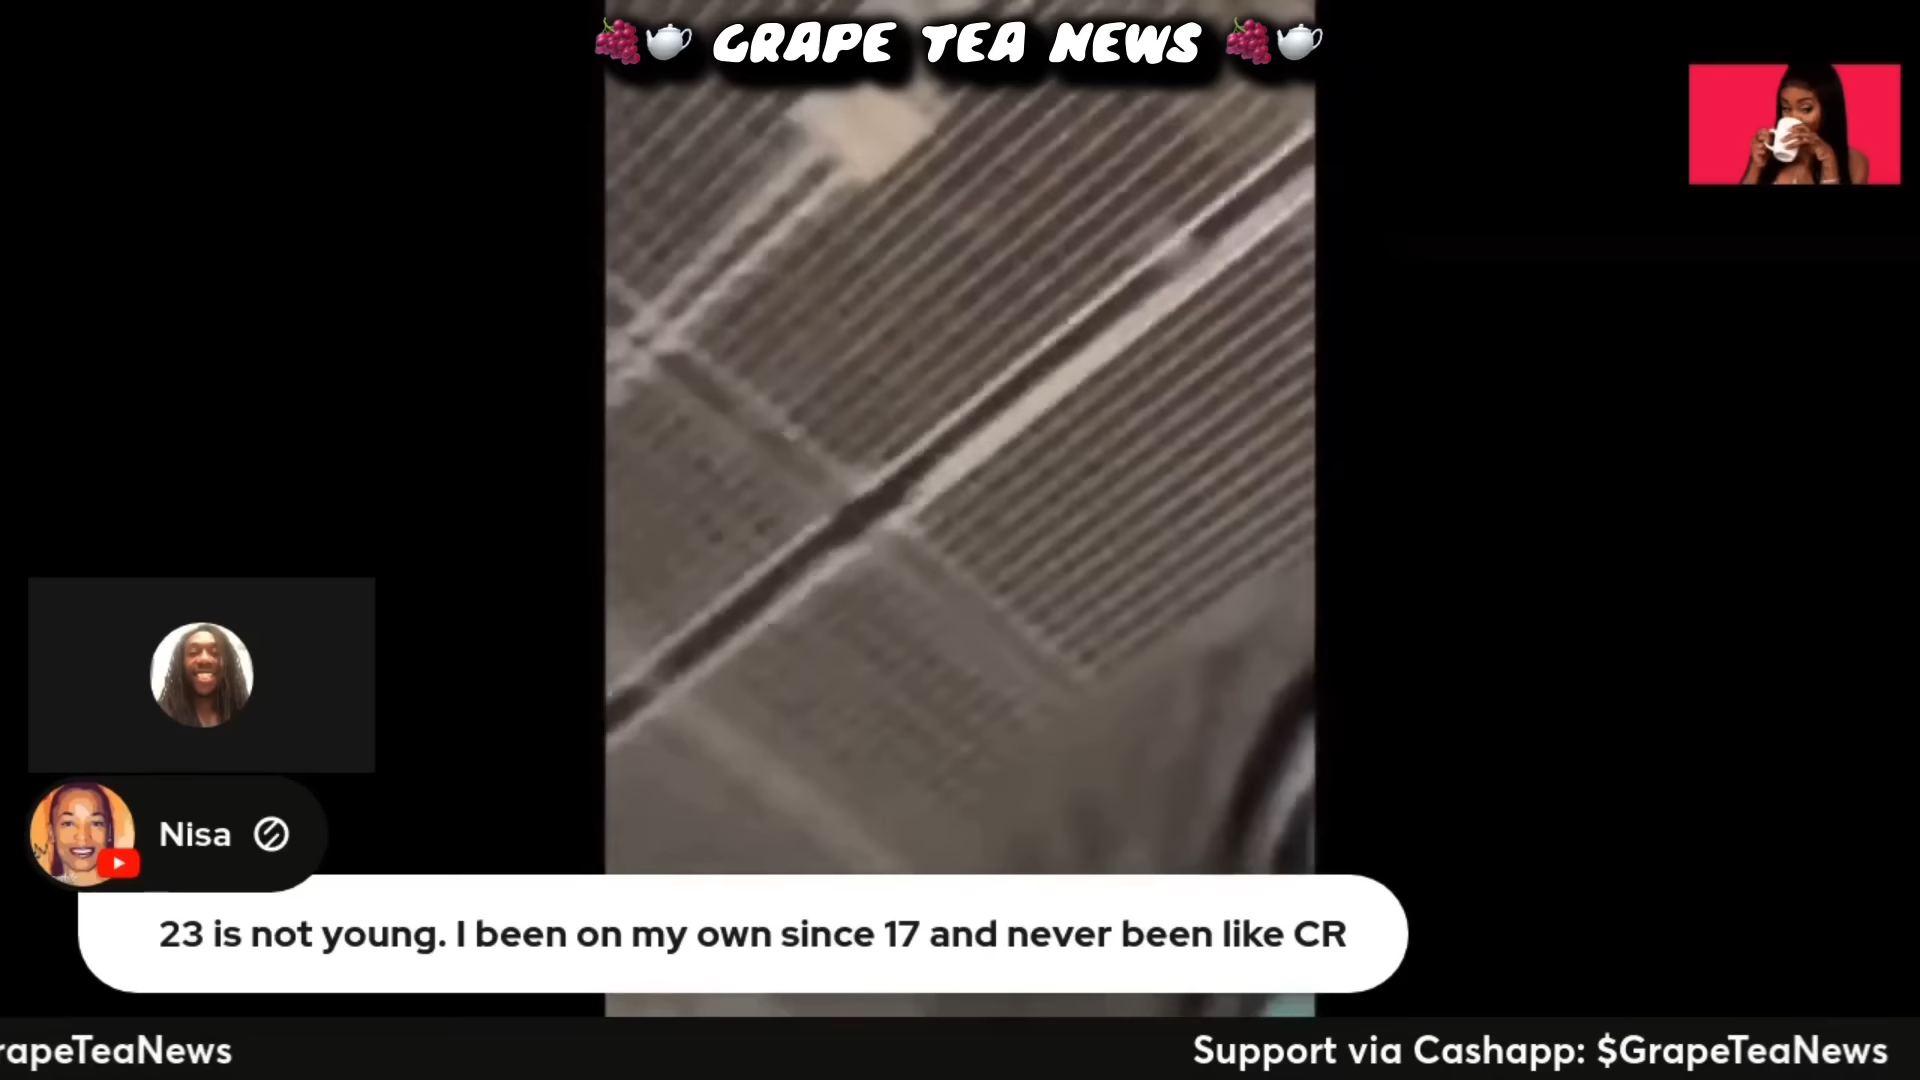 GRAPE TEA NEWS
Nisa
23 is not young. I been on my own since 17 and never been like CR
rapeTeaNews
Support via Cashapp: $GrapeTeaNews